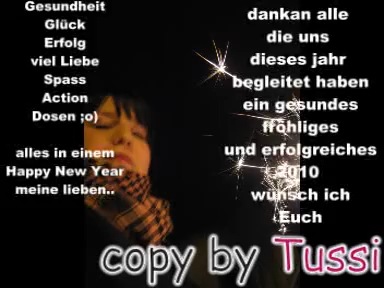 Gesundheit
Glück
Erfolg
viel Liebe
Spass
Action
Dosen ;o)
alles in einem
Happy New Year
meine lieben..
dankan alle
die uns
dieses jahr
begleitet haben
ein gesundes
fröhliges
und erfolgreiches
2010
wünsch ich
Euch
copy by Tussi